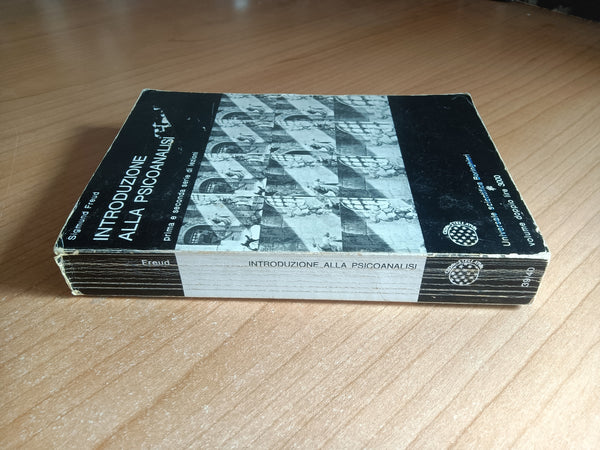 Sigmund Freud
INTRODUZIONE
ALLA PSICOANALISI
prima e seconda serie di lezioni
Universale scientifica Boringhieri
volume doppio lire 3000
Freud
INTRODUZIONE ALLA PSICOANALISI
39/40